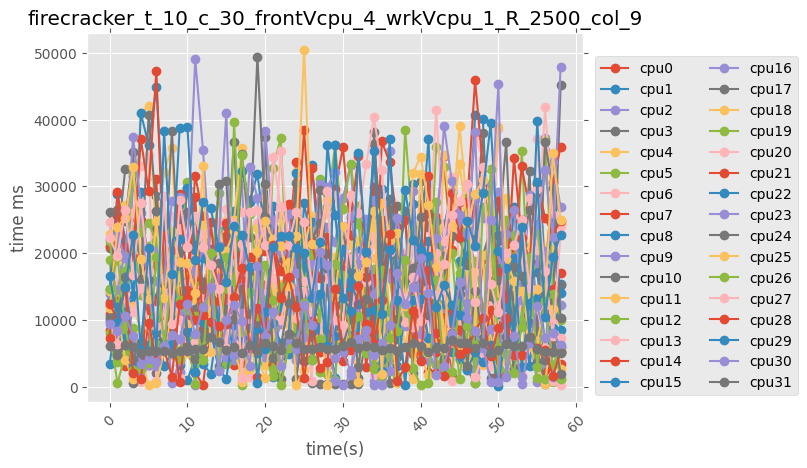 firecracker_t_10_c_30_frontVcpu_4_wrkVcpu_1_R_2500_col_9
time ms
50000
40000
30000
20000
10000
0
0
10
20
30
40
50
60
time(s)
cpu0
cpu1
cpu2
cpu3
cpu4
cpu5
cpu6
cpu7
cpu8
cpu9
cpu10
cpu11
cpu12
cpu13
cpu14
cpu15
cpu16
cpu17
cpu18
cpu19
cpu20
cpu21
cpu22
cpu23
cpu24
cpu25
cpu26
cpu27
cpu28
cpu29
cpu30
cpu31